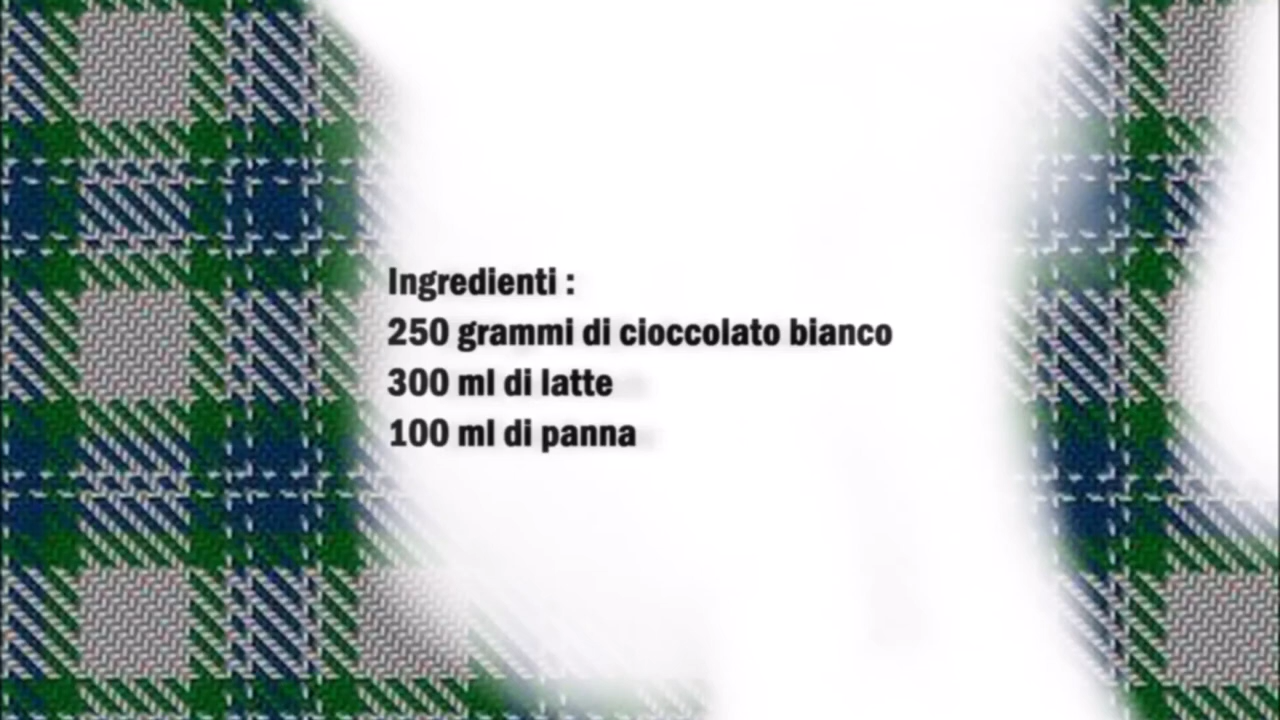 Ingredienti :
250 grammi di cioccolato bianco
300 ml di latte
100 ml di panna